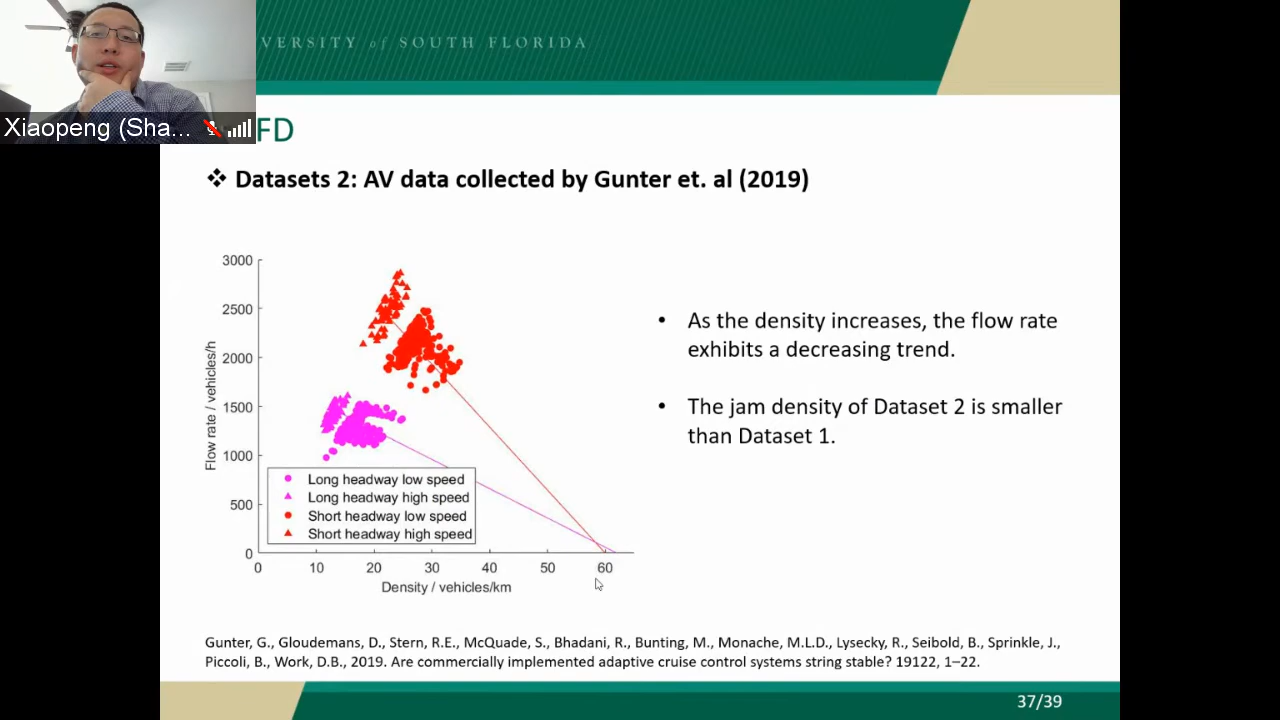 VERSITY of SOUTH FLORIDA
Xiaopeng (Sha...
FD
❖ Datasets 2: AV data collected by Gunter et. al (2019)
3000
2500
2000
1500
1000
500
0
Flow rate / vehicles/h
Long headway low speed
Long headway high speed
Short headway low speed
Short headway high speed
0 10 20 30 40 50 60
Density / vehicles/km
• As the density increases, the flow rate
exhibits a decreasing trend.
• The jam density of Dataset 2 is smaller
than Dataset 1.
Gunter, G., Gloudemans, D., Stern, R.E., McQuade, S., Bhadani, R., Bunting, M., Monache, M.L.D., Lysecky, R., Seibold, B., Sprinkle, J.,
Piccoli, B., Work, D.B., 2019. Are commercially implemented adaptive cruise control systems string stable? 19122, 1–22.
37/39